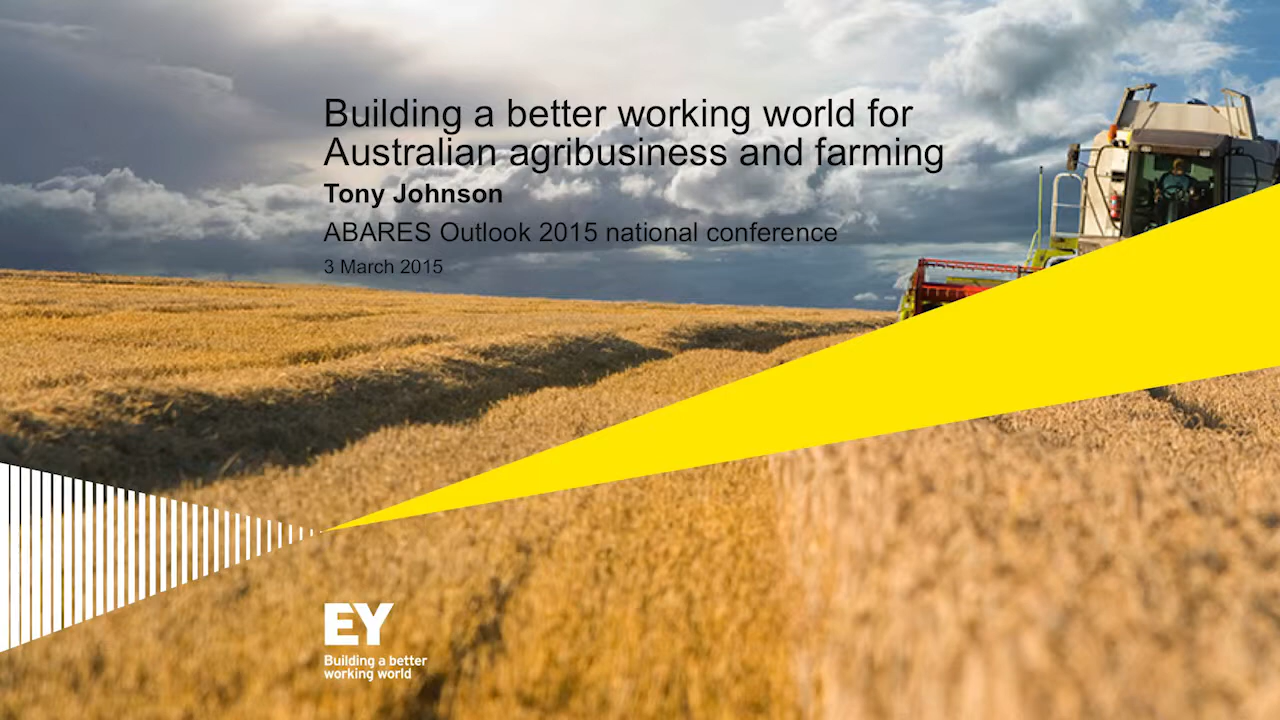 Building a better working world for
Australian agribusiness and farming
Tony Johnson
ABARES Outlook 2015 national conference
3 March 2015
EY
Building a better
working world